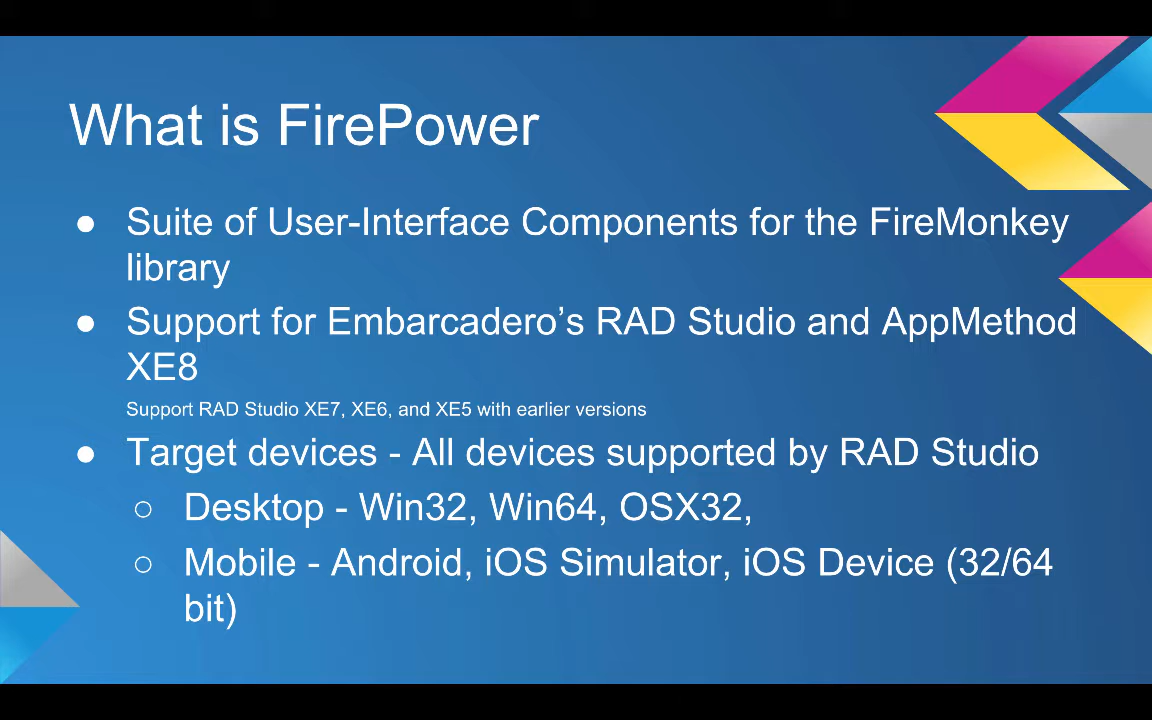 What is FirePower
● Suite of User-Interface Components for the FireMonkey
library
● Support for Embarcadero’s RAD Studio and AppMethod
XE8
Support RAD Studio XE7, XE6, and XE5 with earlier versions
● Target devices - All devices supported by RAD Studio
○ Desktop - Win32, Win64, OSX32,
○ Mobile - Android, iOS Simulator, iOS Device (32/64
bit)